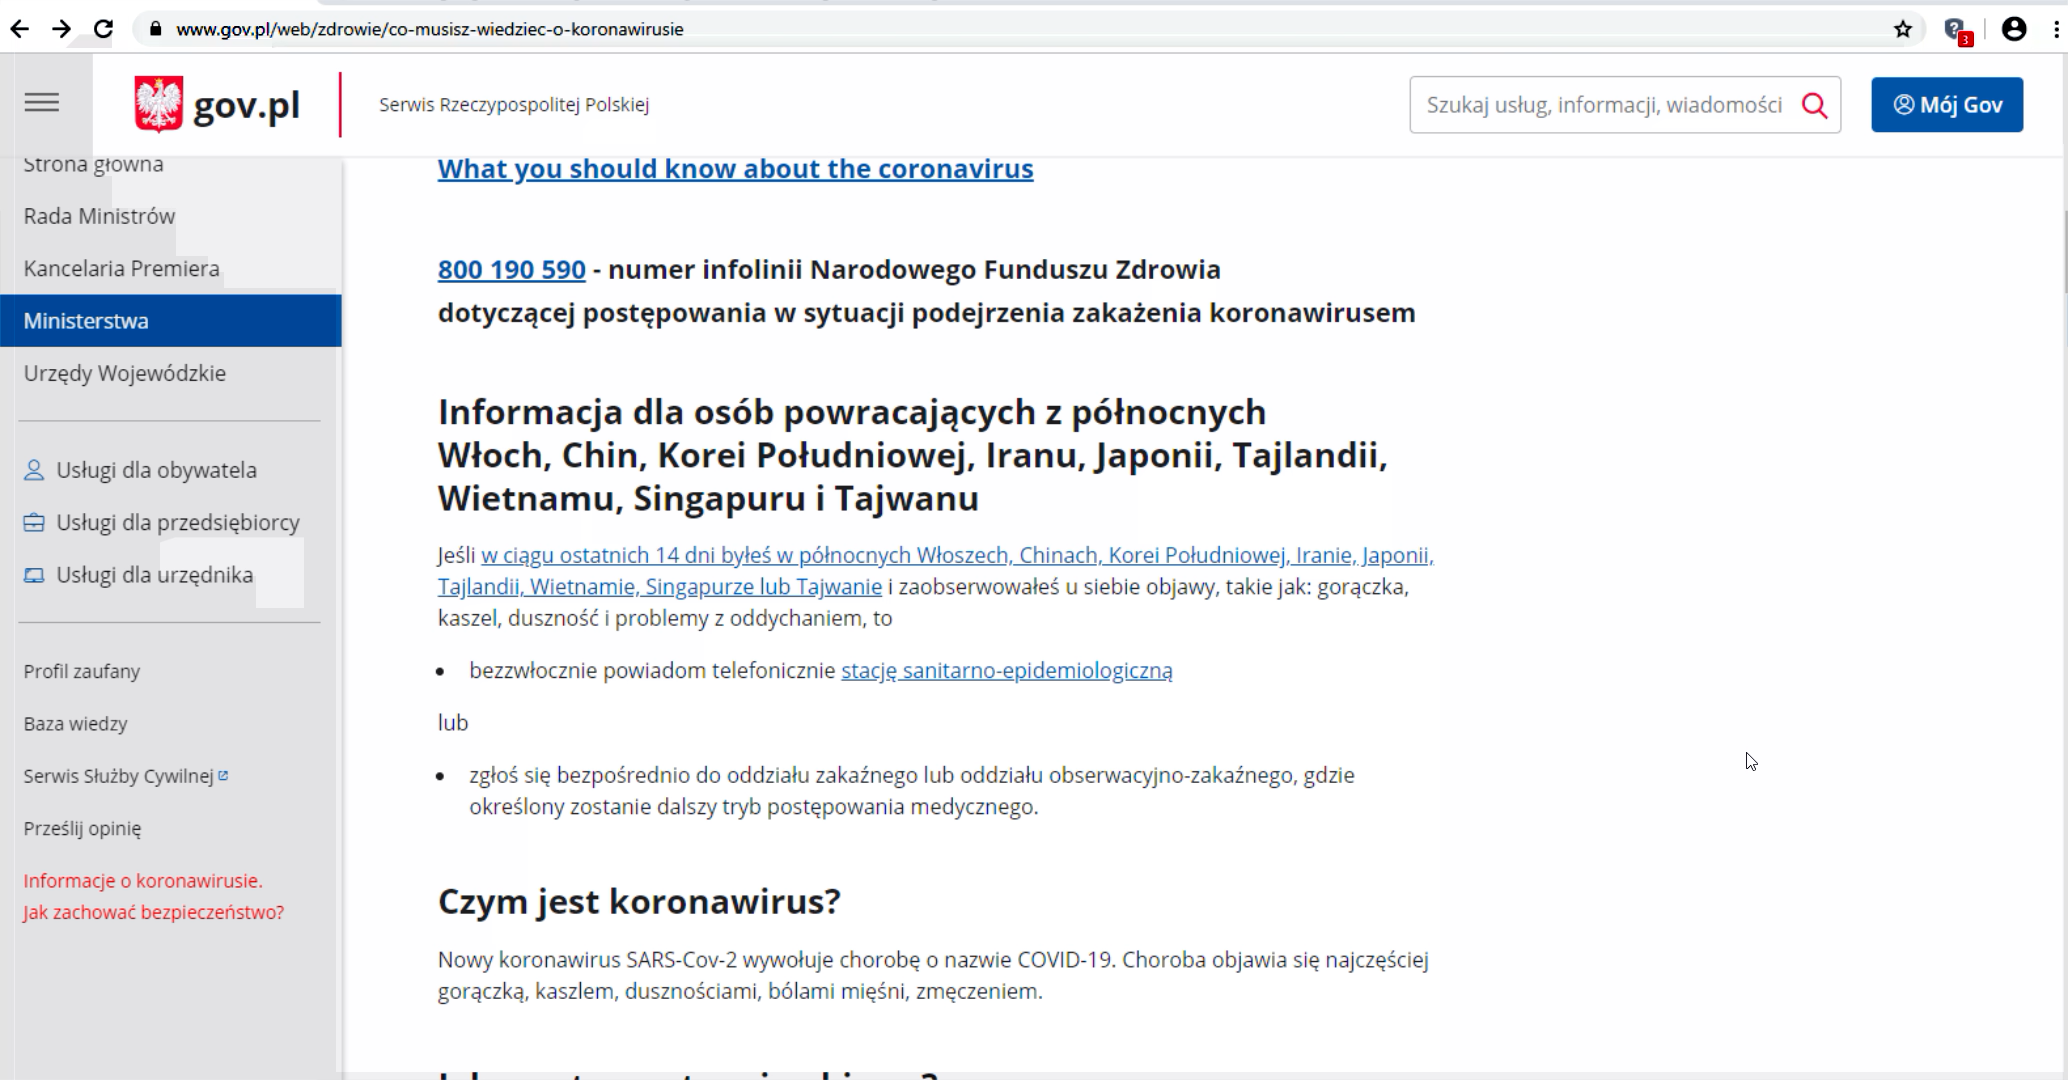 www.gov.pl/web/zdrowie/co-musisz-wiedziec-o-koronawirusie
3
gov.pl
Serwis Rzeczypospolitej Polskiej
Szukaj usług, informacji, wiadomości
Mój Gov
Strona główna
Rada Ministrów
Kancelaria Premiera
Ministerstwa
Urzędy Wojewódzkie
Usługi dla obywatela
Usługi dla przedsiębiorcy
Usługi dla urzędnika
Profil zaufany
Baza wiedzy
Serwis Służby Cywilnej
Prześlij opinię
Informacje o koronawirusie.
Jak zachować bezpieczeństwo?
What you should know about the coronavirus
800 190 590 - numer infolinii Narodowego Funduszu Zdrowia
dotyczącej postępowania w sytuacji podejrzenia zakażenia koronawirusem
Informacja dla osób powracających z północnych
Włoch, Chin, Korei Południowej, Iranu, Japonii, Tajlandii,
Wietnamu, Singapuru i Tajwanu
Jeśli w ciągu ostatnich 14 dni byłeś w północnych Włoszech, Chinach, Korei Południowej, Iranie, Japonii,
Tajlandii, Wietnamie, Singapurze lub Tajwanie i zaobserwowałeś u siebie objawy, takie jak: gorączka,
kaszel, duszność i problemy z oddychaniem, to
• bezzwłocznie powiadom telefonicznie stację sanitarno-epidemiologiczną
lub
• zgłoś się bezpośrednio do oddziału zakaźnego lub oddziału obserwacyjno-zakaźnego, gdzie
określony zostanie dalszy tryb postępowania medycznego.
Czym jest koronawirus?
Nowy koronawirus SARS-Cov-2 wywołuje chorobę o nazwie COVID-19. Choroba objawia się najczęściej
gorączką, kaszlem, dusznościami, bólami mięśni, zmęczeniem.